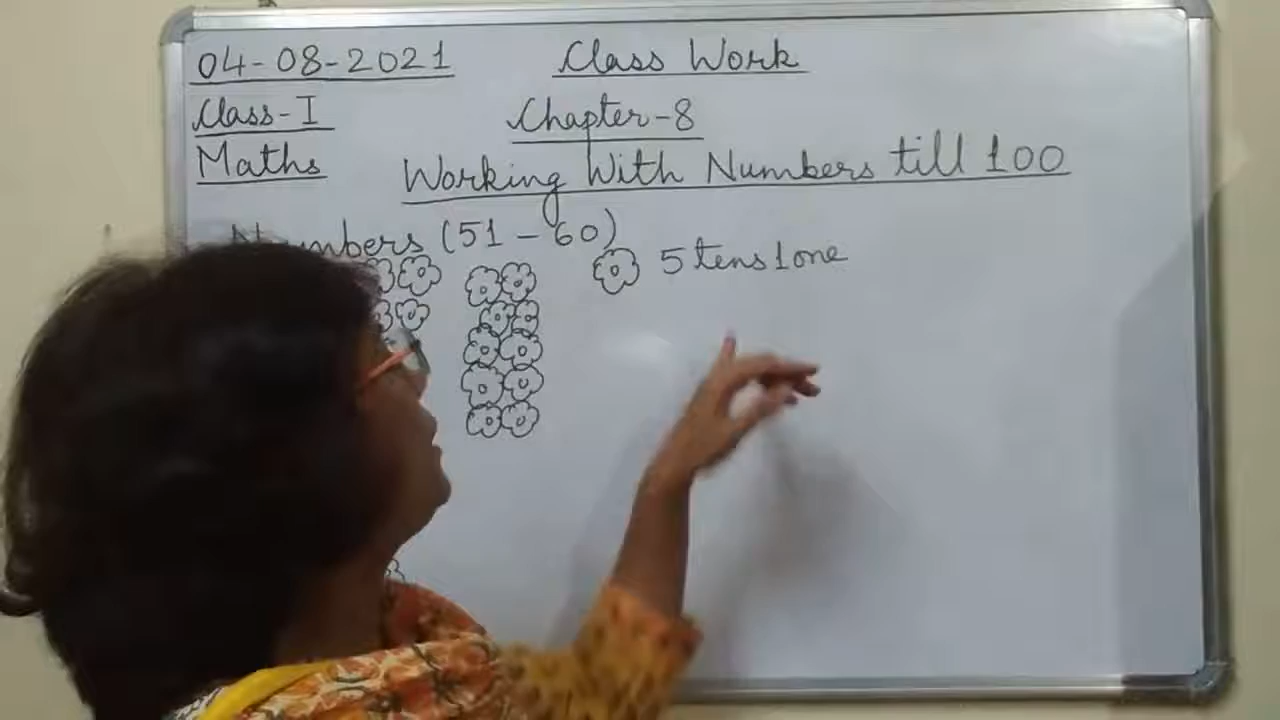 04-08-2021 Class Work
Class-I Chapter-8
Maths Working With Numbers till 100
Numbers (51-60)
5 tens 1 one